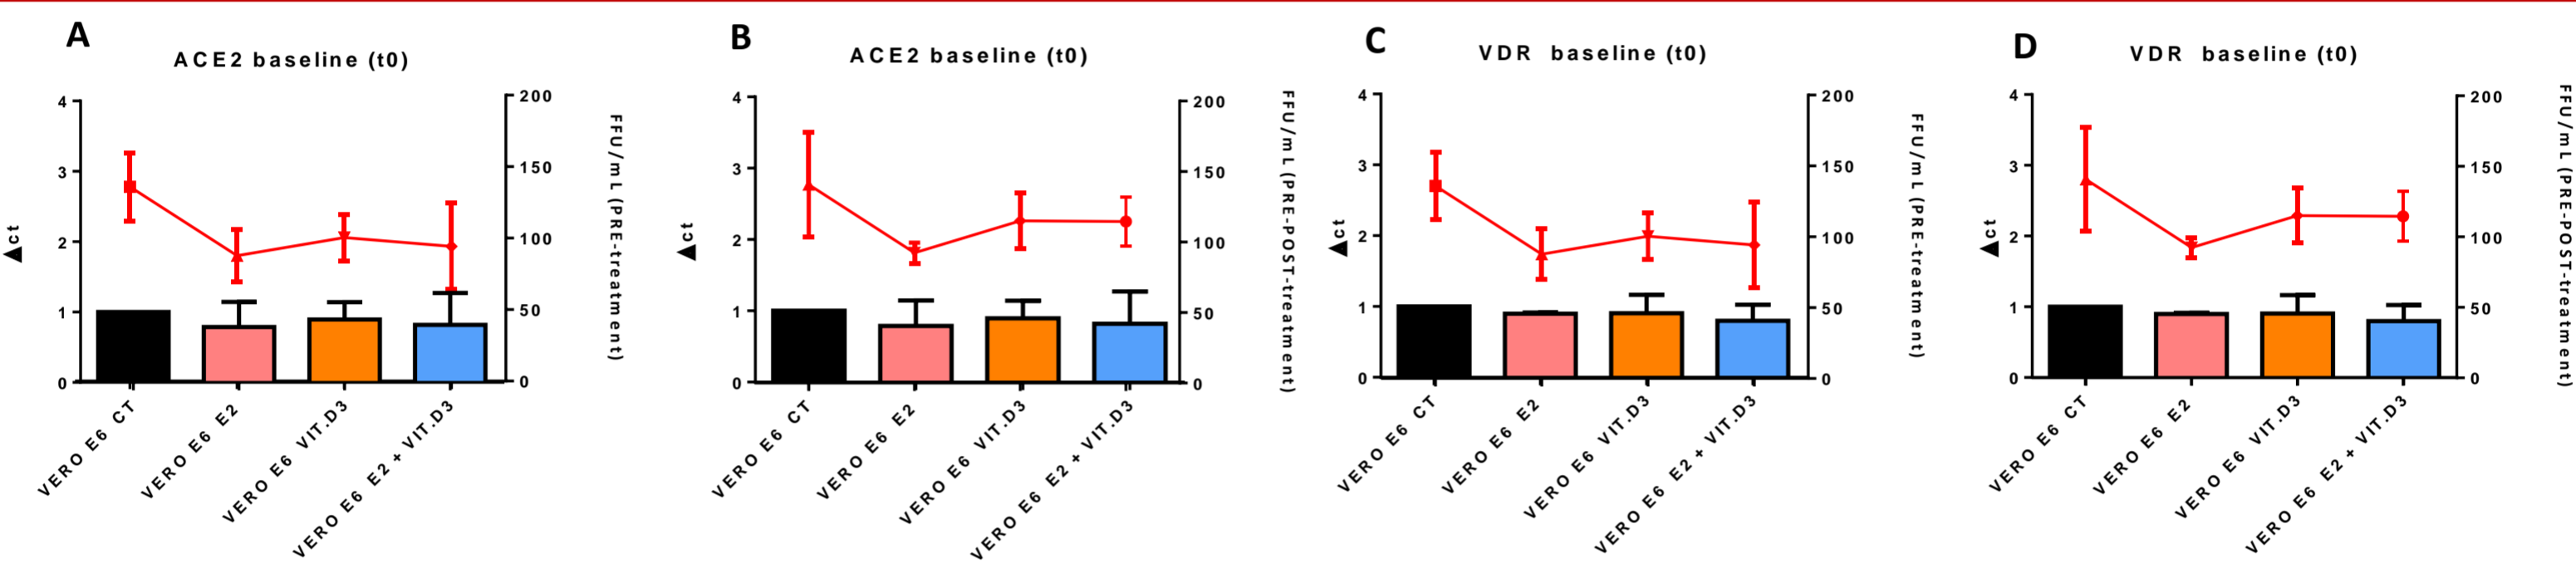 A
ACE2 baseline (t0)
4
3
2
1
0
▲ct
200
150
100
50
0
FFU/mL (PRE-treatment)
VERO E6 CT
VERO E6 E2
VERO E6 VIT.D3
VERO E6 E2 + VIT.D3
B
ACE2 baseline (t0)
4
3
2
1
0
▲ct
200
150
100
50
0
FFU/mL (PRE-POST-treatment)
VERO E6 CT
VERO E6 E2
VERO E6 VIT.D3
VERO E6 E2 + VIT.D3
C
VDR baseline (t0)
4
3
2
1
0
▲ct
200
150
100
50
0
FFU/mL (PRE-treatment)
VERO E6 CT
VERO E6 E2
VERO E6 VIT.D3
VERO E6 E2 + VIT.D3
D
VDR baseline (t0)
4
3
2
1
0
▲ct
200
150
100
50
0
FFU/mL (PRE-POST-treatment)
VERO E6 CT
VERO E6 E2
VERO E6 VIT.D3
VERO E6 E2 + VIT.D3